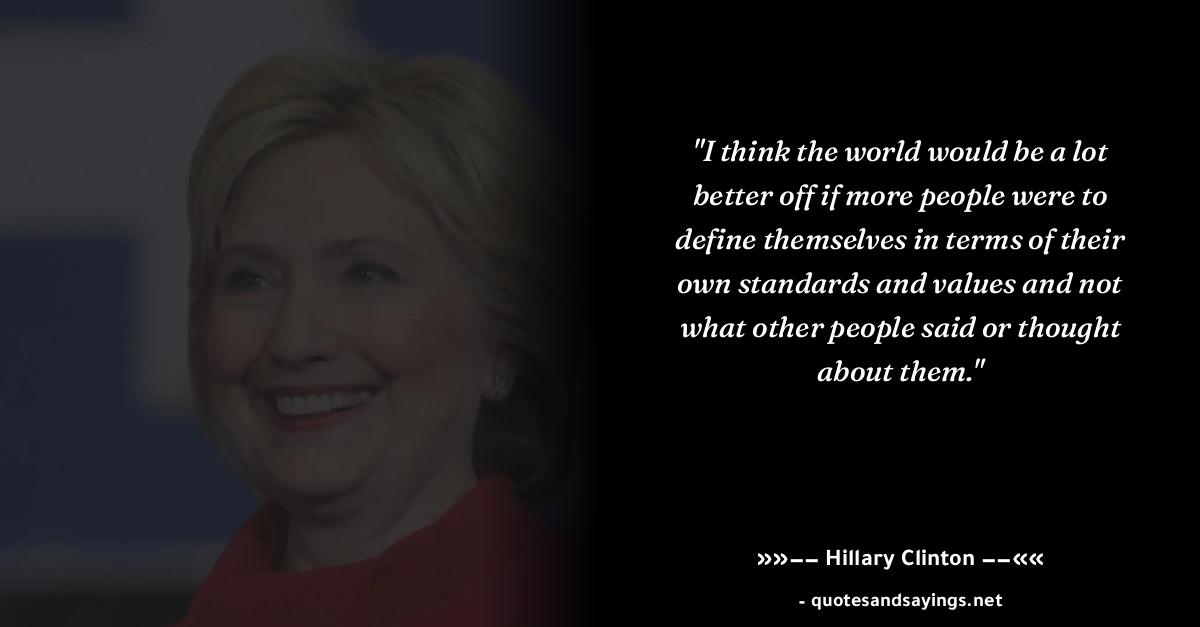 "I think the world would be a lot
better off if more people were to
define themselves in terms of their
own standards and values and not
what other people said or thought
about them."
»»−− Hillary Clinton −−««
- quotesandsayings.net